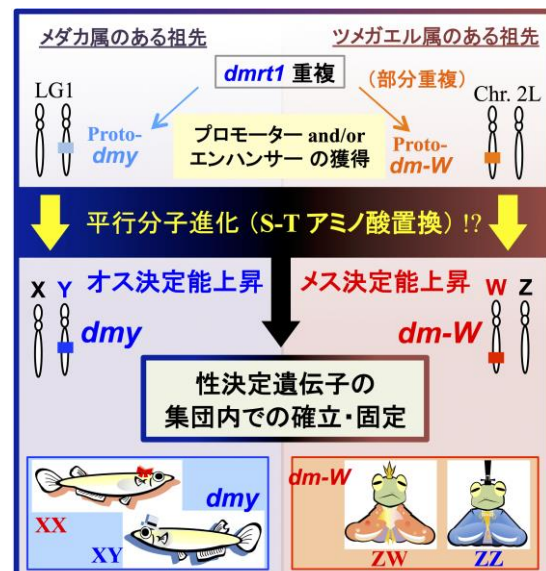 メダカ属のある祖先
ツメガエル属のある祖先
dmrt1 重複
(部分重複)
LG1
Chr. 2L
Proto-
dmy
プロモーター and/or
エンハンサー の獲得
Proto-
dm-W
平行分子進化 (S-T アミノ酸置換) !?
X Y オス決定能上昇
メス決定能上昇 W Z
dmy
dm-W
性決定遺伝子の
集団内での確立・固定
dmy
XX
XY
dm-W
ZW
ZZ